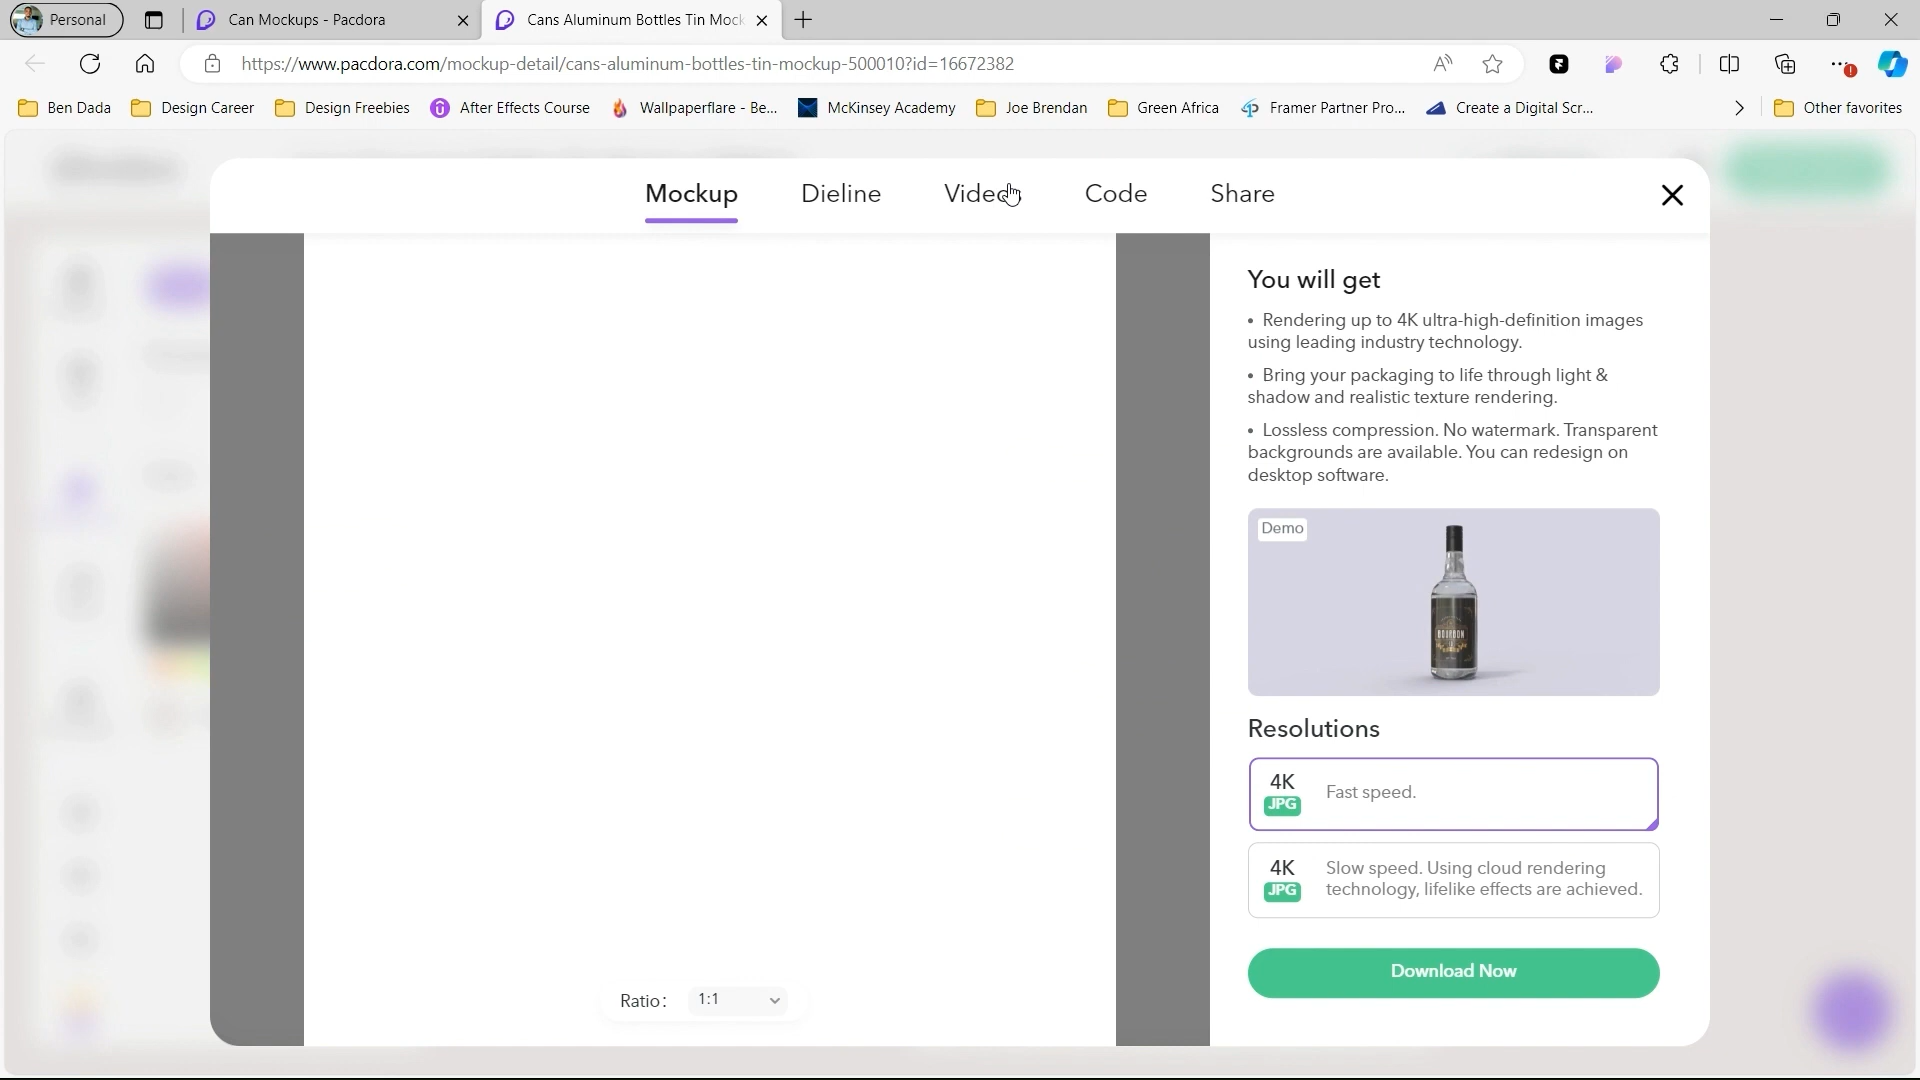 Personal
Can Mockups - Pacdora
Cans Aluminum Bottles Tin Mock
https://www.pacdora.com/mockup-detail/cans-aluminum-bottles-tin-mockup-500010?id=16672382
Ben Dada
Design Career
Design Freebies
After Effects Course
Wallpaperflare - Be...
McKinsey Academy
Joe Brendan
Green Africa
Framer Partner Pro...
Create a Digital Scr...
Other favorites
Mockup
Dieline
Video
Code
Share
You will get
• Rendering up to 4K ultra-high-definition images
using leading industry technology.
• Bring your packaging to life through light &
shadow and realistic texture rendering.
• Lossless compression. No watermark. Transparent
backgrounds are available. You can redesign on
desktop software.
Demo
BOURBON
Resolutions
4K
JPG
Fast speed.
4K
JPG
Slow speed. Using cloud rendering
technology, lifelike effects are achieved.
Download Now
Ratio:
1:1